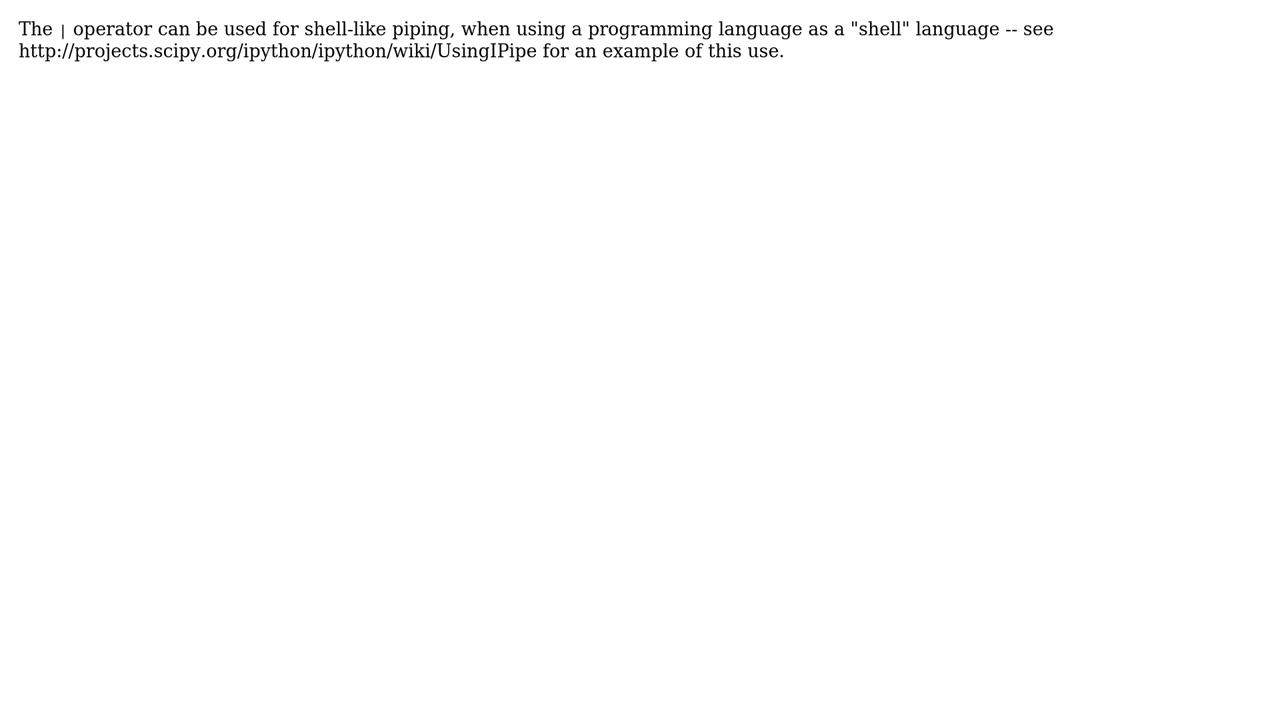 The | operator can be used for shell-like piping, when using a programming language as a "shell" language -- see
http://projects.scipy.org/ipython/ipython/wiki/UsingIPipe for an example of this use.